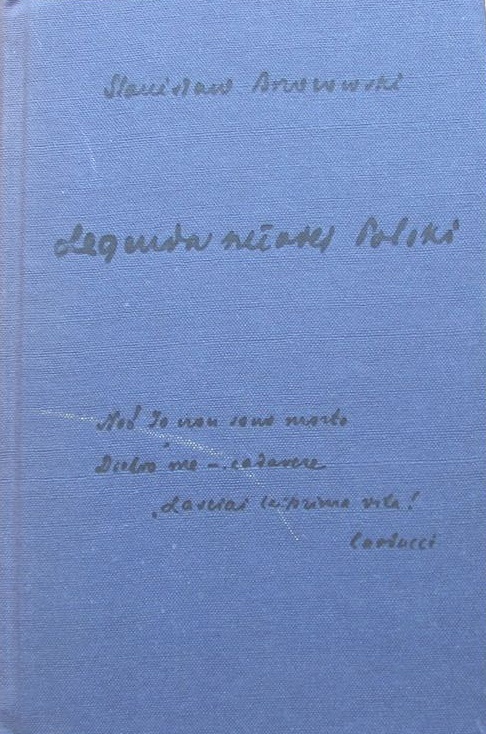 Stanisław Brzozowski
Legenda młodej Polski
No! Io non sono morto
Dietro me – cadavere
Lasciai la prima vita!
Carducci